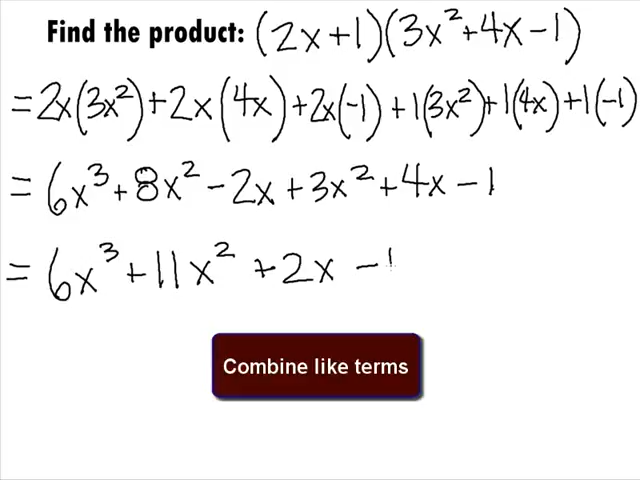 Find the product: (2x+1)(3x²+4x-1)
=2x(3x²)+2x(4x)+2x(-1)+1(3x²)+1(4x)+1(-1)
=6x³+8x²-2x+3x²+4x-1
=6x³+11x²+2x-1
Combine like terms